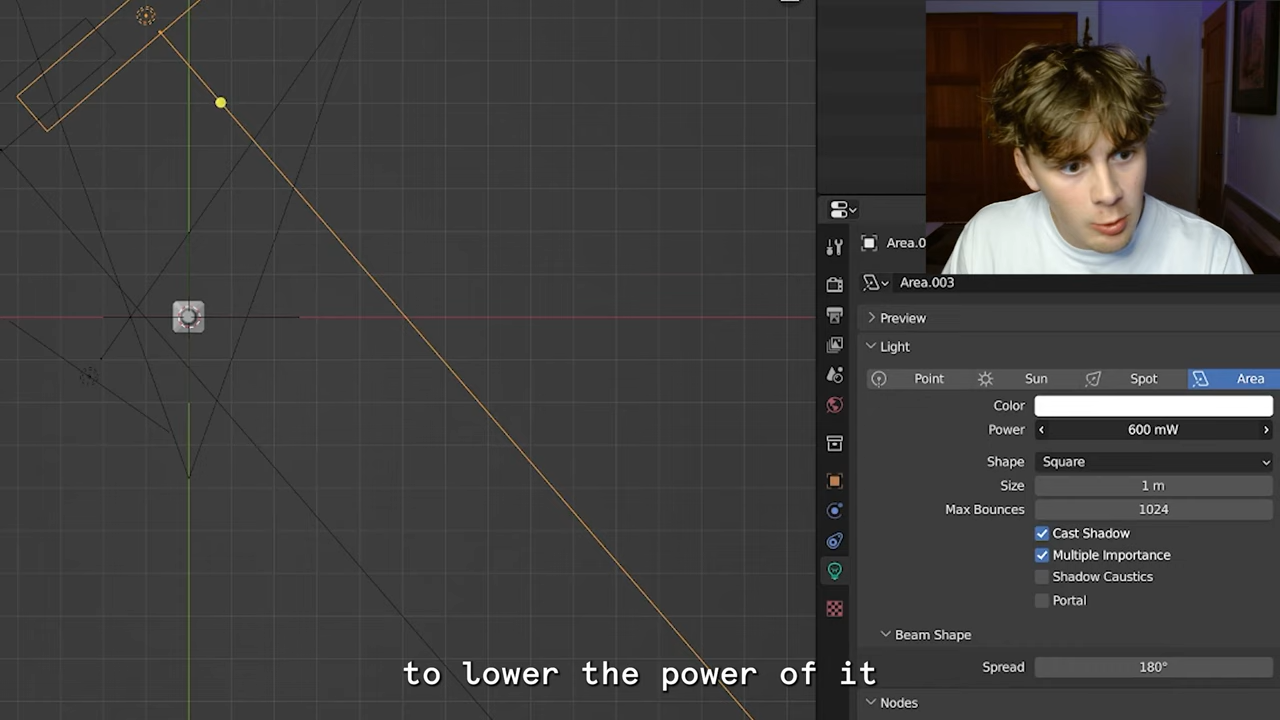 Area.0
Area.003
Preview
Light
Point Sun Spot Area
Color
Power 600 mW
Shape Square
Size 1 m
Max Bounces 1024
Cast Shadow
Multiple Importance
Shadow Caustics
Portal
Beam Shape
Spread 180°
Nodes
to lower the power of it